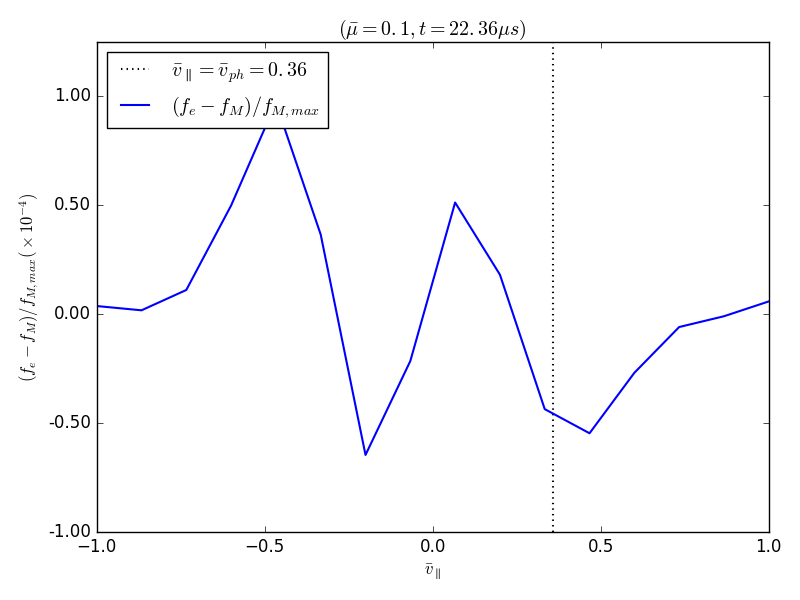 (μ̄ = 0.1, t = 22.36μs)
v̄∥ = v̄ph = 0.36
(fe − fM)/fM,max
(fe − fM)/fM,max(×10⁻⁴)
1.00
0.50
0.00
-0.50
-1.00
−1.0 −0.5 0.0 0.5 1.0
v̄∥